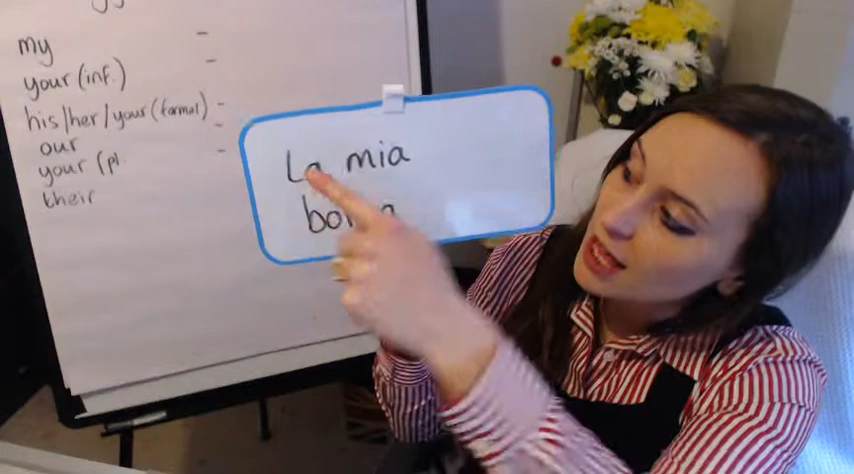 my -
your (inf.) -
his/her/your (formal) -
our -
your (pl. -
their
La mia